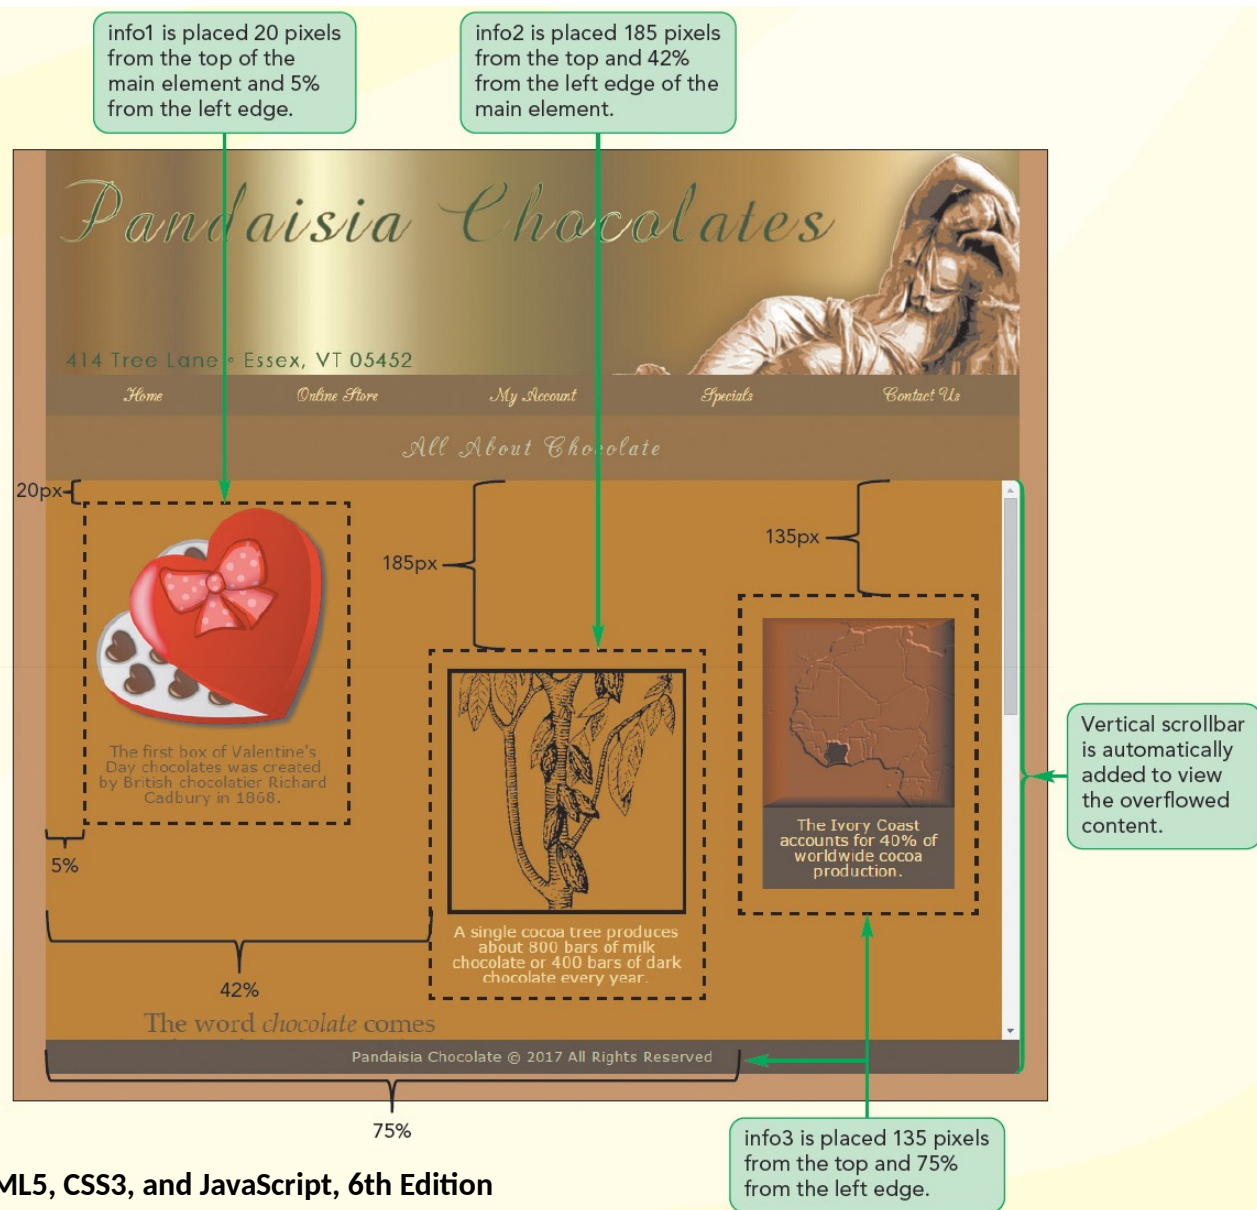 info1 is placed 20 pixels
from the top of the
main element and 5%
from the left edge.
info2 is placed 185 pixels
from the top and 42%
from the left edge of the
main element.
Pandaisia Chocolates
414 Tree Lane ◦ Essex, VT 05452
Home Online Store My Account Specials Contact Us
All About Chocolate
20px
185px
135px
The first box of Valentine's
Day chocolates was created
by British chocolatier Richard
Cadbury in 1868.
5%
The Ivory Coast
accounts for 40% of
worldwide cocoa
production.
Vertical scrollbar
is automatically
added to view
the overflowed
content.
A single cocoa tree produces
about 800 bars of milk
chocolate or 400 bars of dark
chocolate every year.
42%
The word chocolate comes
Pandaisia Chocolate © 2017 All Rights Reserved
75%
info3 is placed 135 pixels
from the top and 75%
from the left edge.
ML5, CSS3, and JavaScript, 6th Edition